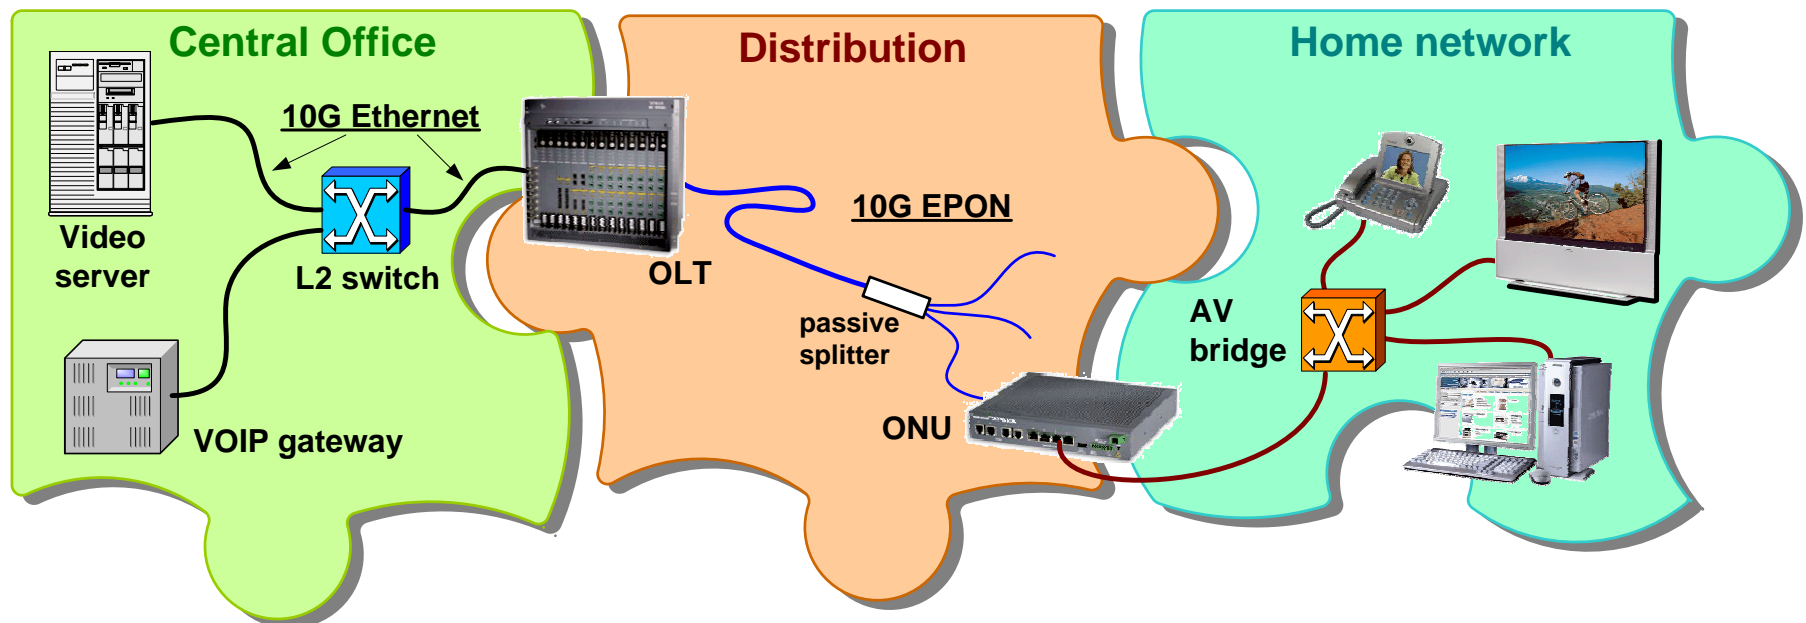 Central Office
Distribution
Home network
10G Ethernet
10G EPON
Video
server
L2 switch
OLT
passive
splitter
AV
bridge
ONU
VOIP gateway